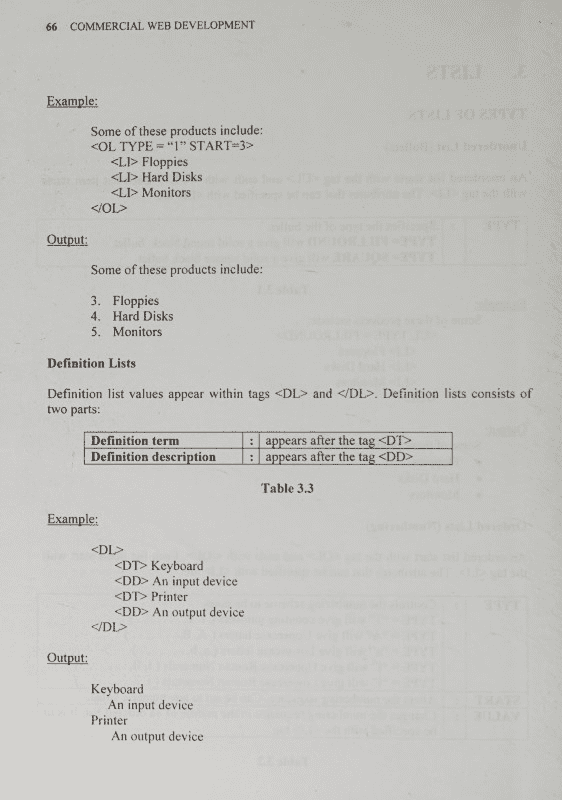 66 COMMERCIAL WEB DEVELOPMENT
Example:
Some of these products include:
<OL TYPE = “1” START=3>
<LI> Floppies
<LI> Hard Disks
<LI> Monitors
</OL>
Output:
Some of these products include:
3. Floppies
4. Hard Disks
5. Monitors
Definition Lists
Definition list values appear within tags <DL> and </DL>. Definition lists consists of
two parts:
Definition term : appears after the tag <DT>
Definition description : appears after the tag <DD>
Table 3.3
Example:
<DL>
<DT> Keyboard
<DD> An input device
<DT> Printer
<DD> An output device
</DL>
Output:
Keyboard
An input device
Printer
An output device